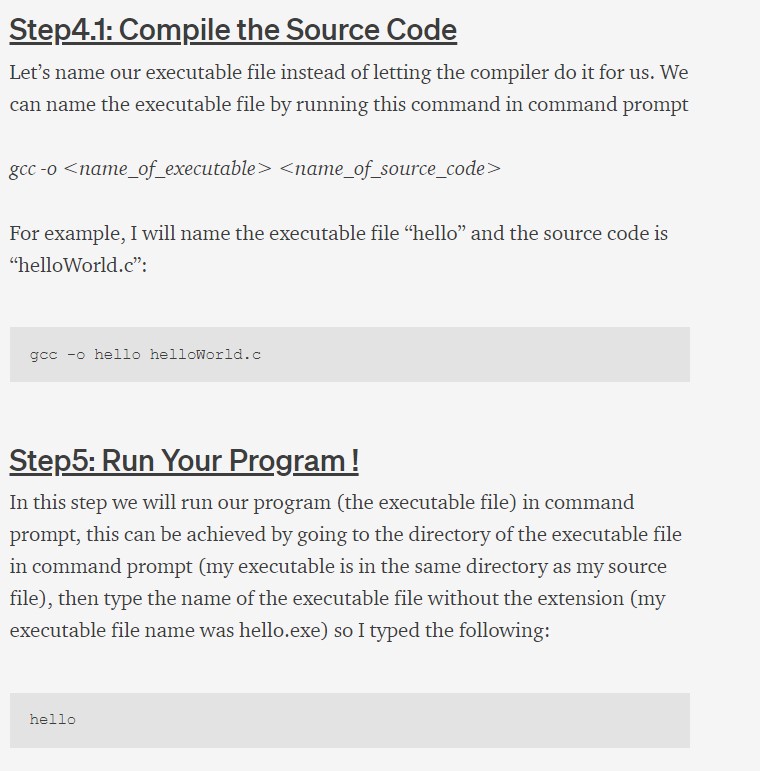 Step4.1: Compile the Source Code
Let’s name our executable file instead of letting the compiler do it for us. We
can name the executable file by running this command in command prompt
gcc -o <name_of_executable> <name_of_source_code>
For example, I will name the executable file “hello” and the source code is
“helloWorld.c”:
gcc -o hello helloWorld.c
Step5: Run Your Program !
In this step we will run our program (the executable file) in command
prompt, this can be achieved by going to the directory of the executable file
in command prompt (my executable is in the same directory as my source
file), then type the name of the executable file without the extension (my
executable file name was hello.exe) so I typed the following:
hello